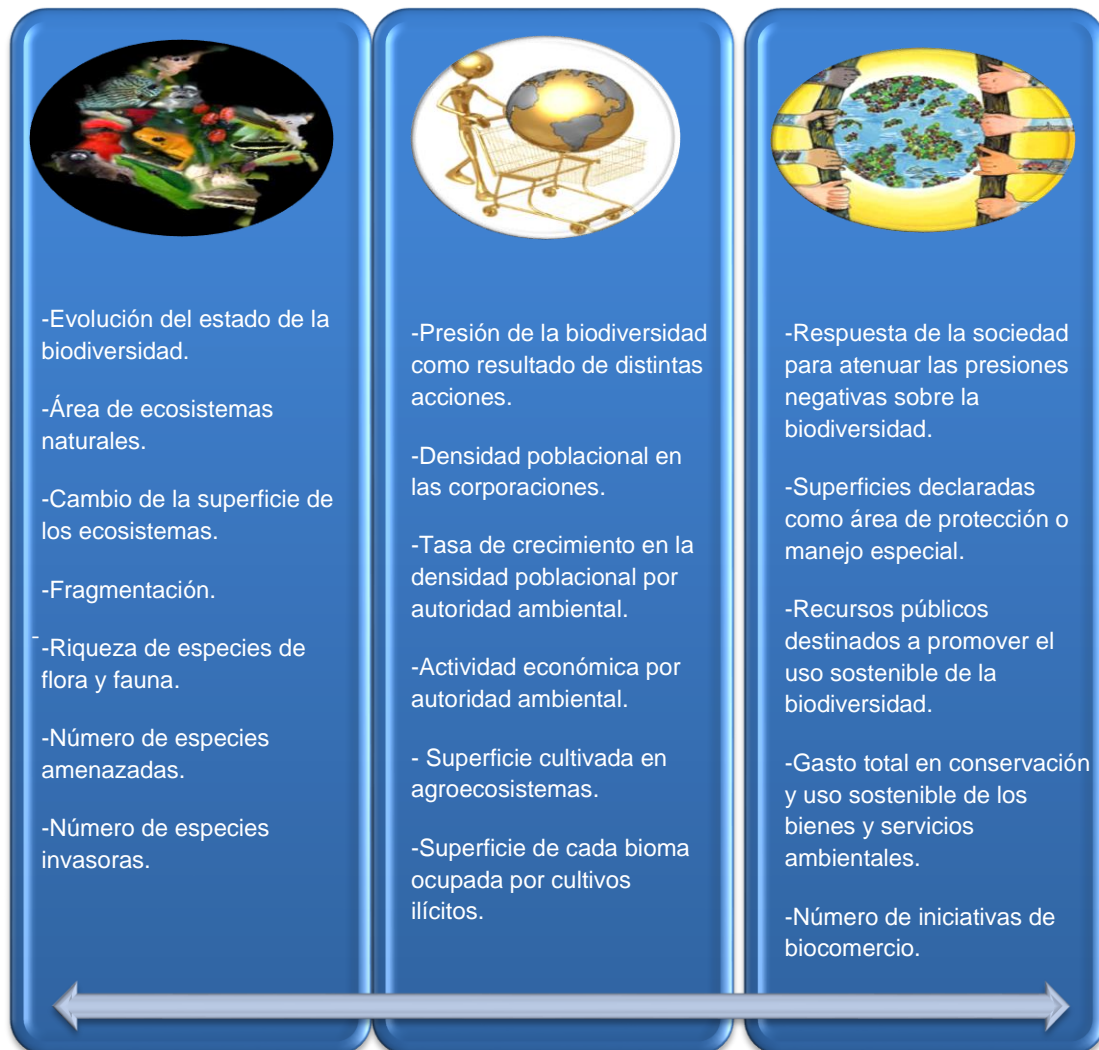 -Evolución del estado de la
biodiversidad.
-Área de ecosistemas
naturales.
-Cambio de la superficie de
los ecosistemas.
-Fragmentación.
-
-Riqueza de especies de
flora y fauna.
-Número de especies
amenazadas.
-Número de especies
invasoras.
-Presión de la biodiversidad
como resultado de distintas
acciones.
-Densidad poblacional en
las corporaciones.
-Tasa de crecimiento en la
densidad poblacional por
autoridad ambiental.
-Actividad económica por
autoridad ambiental.
- Superficie cultivada en
agroecosistemas.
-Superficie de cada bioma
ocupada por cultivos
ilícitos.
-Respuesta de la sociedad
para atenuar las presiones
negativas sobre la
biodiversidad.
-Superficies declaradas
como área de protección o
manejo especial.
-Recursos públicos
destinados a promover el
uso sostenible de la
biodiversidad.
-Gasto total en conservación
y uso sostenible de los
bienes y servicios
ambientales.
-Número de iniciativas de
biocomercio.